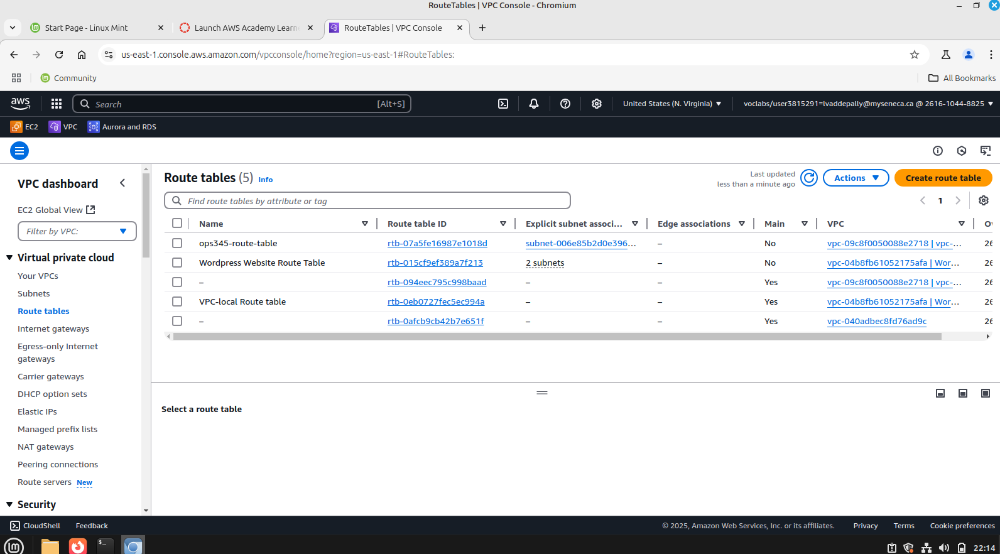 RouteTables | VPC Console - Chromium
Start Page - Linux Mint
Launch AWS Academy Learn
RouteTables | VPC Console
us-east-1.console.aws.amazon.com/vpcconsole/home?region=us-east-1#RouteTables:
Community
All Bookmarks
aws
Search
[Alt+S]
United States (N. Virginia)
voclabs/user3815291=lvaddepally@myseneca.ca @ 2616-1044-8825
EC2
VPC
Aurora and RDS
VPC dashboard
EC2 Global View
Filter by VPC:
Virtual private cloud
Your VPCs
Subnets
Route tables
Internet gateways
Egress-only Internet
gateways
Carrier gateways
DHCP option sets
Elastic IPs
Managed prefix lists
NAT gateways
Peering connections
Route servers New
Security
Route tables (5) Info
Last updated
less than a minute ago
Actions
Create route table
Find route tables by attribute or tag
1
Name Route table ID Explicit subnet associ... Edge associations Main VPC
ops345-route-table rtb-07a5fe16987e1018d subnet-006e85b2d0e396... – No vpc-09c8f0050088e2718 | vpc-... 26
Wordpress Website Route Table rtb-015cf9ef389a7f213 2 subnets – No vpc-04b8fb61052175afa | Wor... 26
– rtb-094eec795c998baad – – Yes vpc-09c8f0050088e2718 | vpc-... 26
VPC-local Route table rtb-0eb0727fec5ec994a – – Yes vpc-04b8fb61052175afa | Wor... 26
– rtb-0afcb9cb42b7e651f – – Yes vpc-040adbec8fd76ad9c 26
Select a route table
CloudShell
Feedback
© 2025, Amazon Web Services, Inc. or its affiliates.
Privacy
Terms
Cookie preferences
22:14